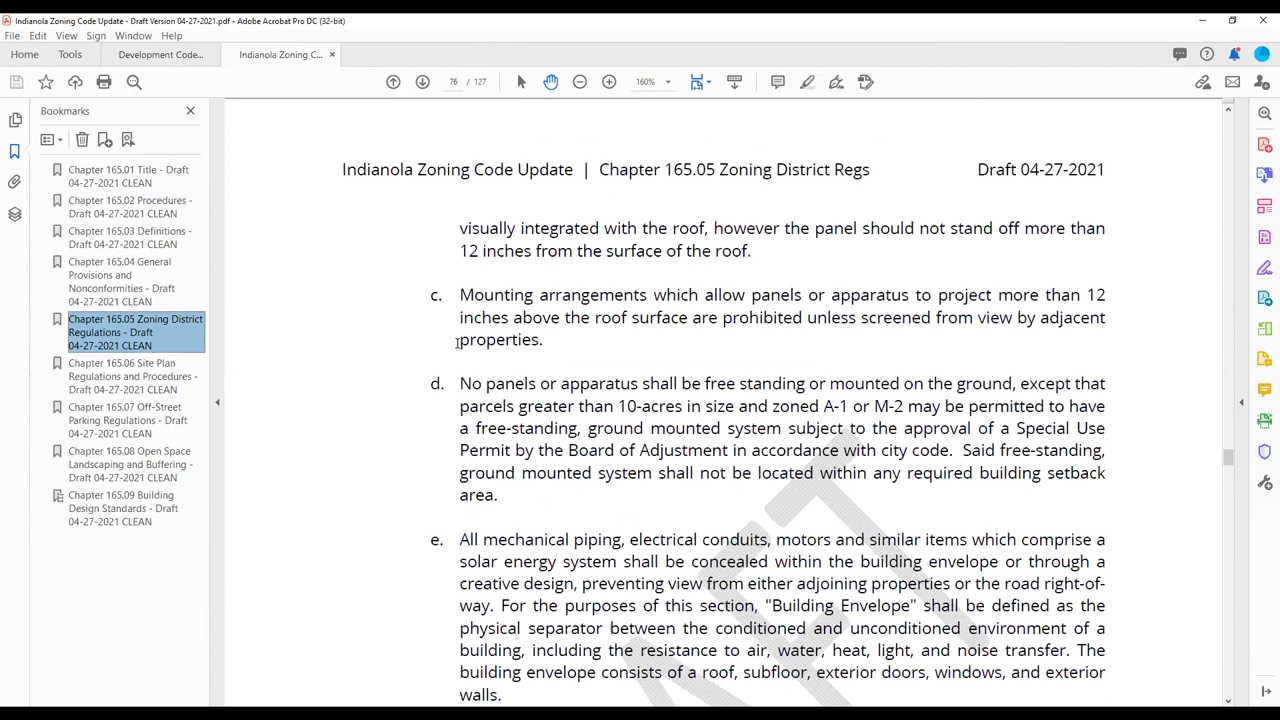 Indianola Zoning Code Update - Draft Version 04-27-2021.pdf - Adobe Acrobat Pro DC (32-bit)
File Edit View Sign Window Help
Home Tools Development Code... Indianola Zoning C... ×
76 / 127 160%
Bookmarks
Chapter 165.01 Title - Draft
04-27-2021 CLEAN
Chapter 165.02 Procedures -
Draft 04-27-2021 CLEAN
Chapter 165.03 Definitions -
Draft 04-27-2021 CLEAN
Chapter 165.04 General
Provisions and
Nonconformities - Draft
04-27-2021 CLEAN
Chapter 165.05 Zoning District
Regulations - Draft
04-27-2021 CLEAN
Chapter 165.06 Site Plan
Regulations and Procedures -
Draft 04-27-2021 CLEAN
Chapter 165.07 Off-Street
Parking Regulations - Draft
04-27-2021 CLEAN
Chapter 165.08 Open Space
Landscaping and Buffering -
Draft 04-27-2021 CLEAN
Chapter 165.09 Building
Design Standards - Draft
04-27-2021 CLEAN
Indianola Zoning Code Update | Chapter 165.05 Zoning District Regs Draft 04-27-2021
visually integrated with the roof, however the panel should not stand off more than
12 inches from the surface of the roof.
c. Mounting arrangements which allow panels or apparatus to project more than 12
inches above the roof surface are prohibited unless screened from view by adjacent
properties.
d. No panels or apparatus shall be free standing or mounted on the ground, except that
parcels greater than 10-acres in size and zoned A-1 or M-2 may be permitted to have
a free-standing, ground mounted system subject to the approval of a Special Use
Permit by the Board of Adjustment in accordance with city code. Said free-standing,
ground mounted system shall not be located within any required building setback
area.
e. All mechanical piping, electrical conduits, motors and similar items which comprise a
solar energy system shall be concealed within the building envelope or through a
creative design, preventing view from either adjoining properties or the road right-of-
way. For the purposes of this section, "Building Envelope" shall be defined as the
physical separator between the conditioned and unconditioned environment of a
building, including the resistance to air, water, heat, light, and noise transfer. The
building envelope consists of a roof, subfloor, exterior doors, windows, and exterior
walls.